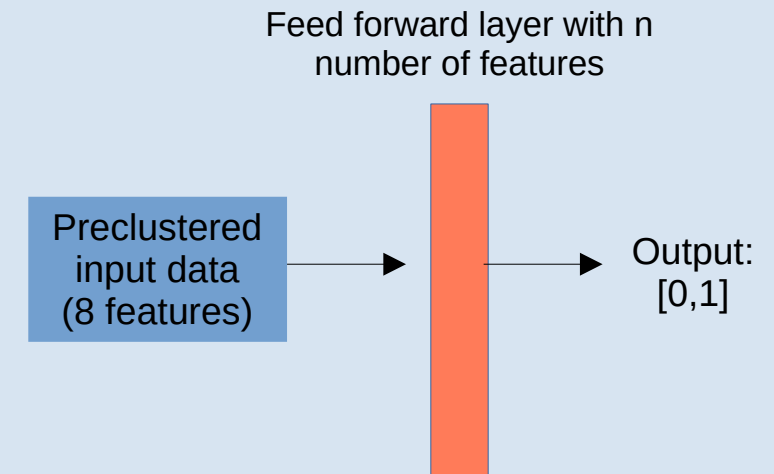 Feed forward layer with n
number of features
Preclustered
input data
(8 features)
Output:
[0,1]